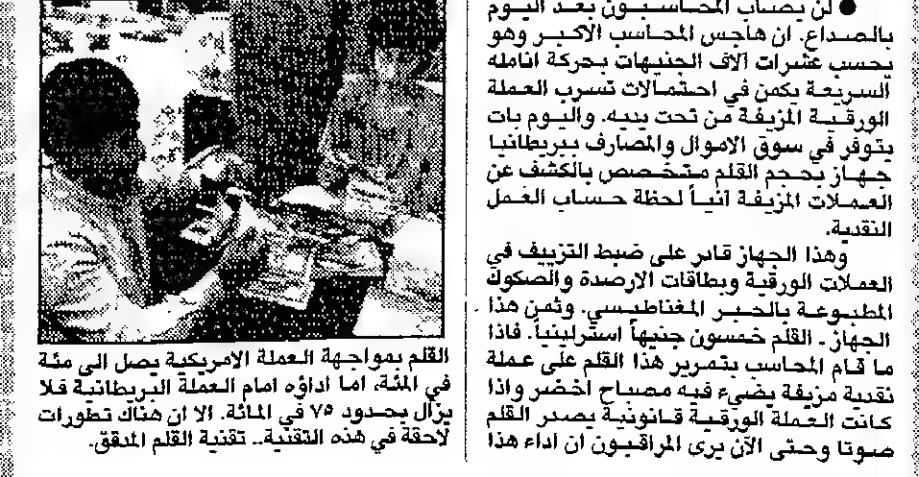 ● لن يصاب المحاسبون بعد اليوم
بالصداع. ان هاجس المحاسب الاكبر وهو
يحسب عشرات آلاف الجنيهات بحركة انامله
السريعة يكمن في احتمالات تسرب العملة
الورقية المزيفة من تحت يديه. واليوم بات
يتوفر في سوق الاموال والمصارف ببريطانيا
جهاز بحجم القلم متخصص بالكشف عن
العملات المزيفة انياً لحظة حساب العمل
النقدية.
وهذا الجهاز قادر على ضبط التزييف في
العملات الورقية وبطاقات الارصدة والصكوك
المطبوعة بالحبر المغناطيسي. وثمن هذا
الجهاز ـ القلم خمسون جنيهاً استرلينياً. فاذا
ما قام المحاسب بتمرير هذا القلم على عملة
نقدية مزيفة يضيء فيه مصباح اخضر واذا
كانت العملة الورقية قانونية يصدر القلم
صوتا وحتى الآن يرى المراقبون ان اداء هذا
القلم بمواجهة العملة الامريكية يصل الى مئة
في المئة، اما اداؤه امام العملة البريطانية فلا
يزال بحدود ٧٥ في المائة. الا ان هناك تطورات
لاحقة في هذه التقنية.. تقنية القلم المدقق.